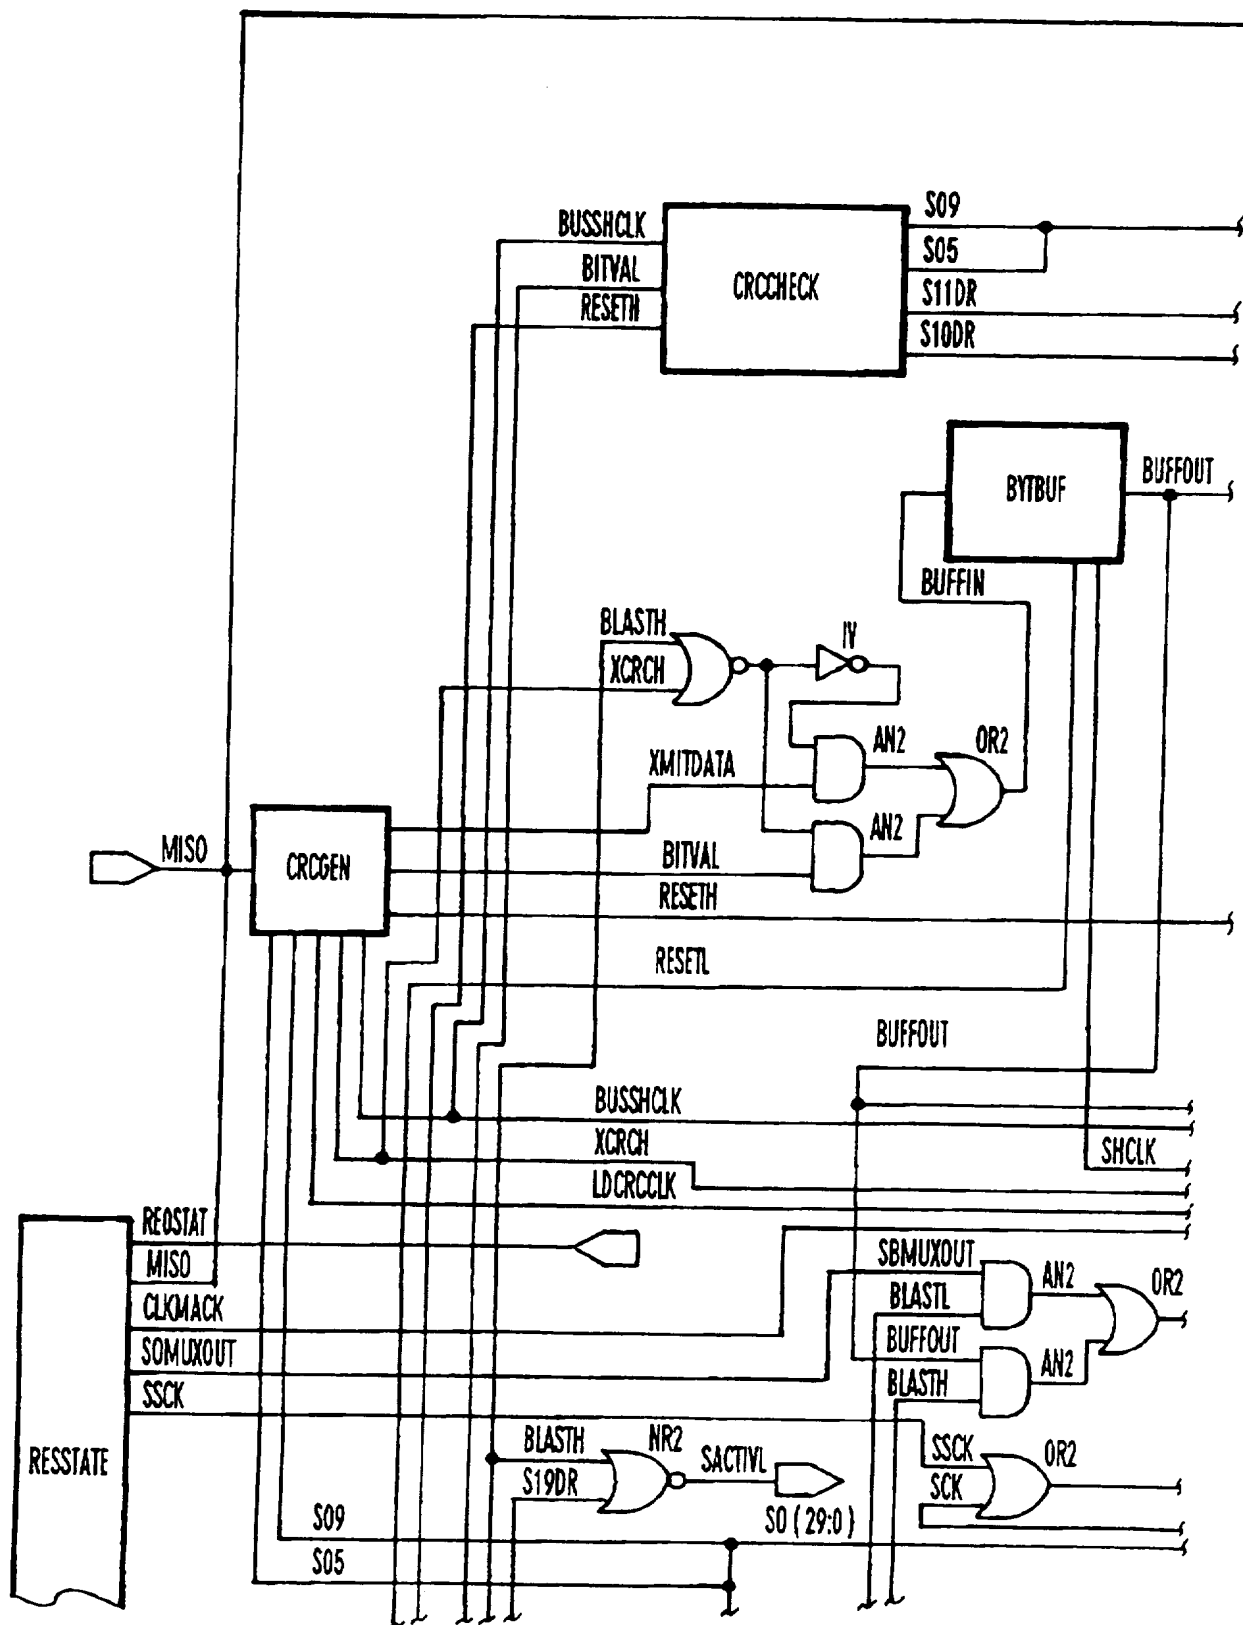 S09
BUSSHCLK
S05
BITVAL
CRCCHECK
S11DR
RESETH
S10DR
BUFFOUT
BYTBUF
BUFFIN
BLASTH
IV
XCRCH
AN2
OR2
XMITDATA
AN2
MISO
CRCGEN
BITVAL
RESETH
RESETL
BUFFOUT
BUSSHCLK
XCRCH
SHCLK
LDCRCCLK
REOSTAT
MISO
SBMUXOUT
AN2
OR2
CLKMACK
BLASTL
SOMUXOUT
BUFFOUT
AN2
SSCK
BLASTH
RESSTATE
BLASTH
NR2
SACTIVL
SSCK
OR2
S19DR
SCK
S09
SO ( 29:0 )
S05